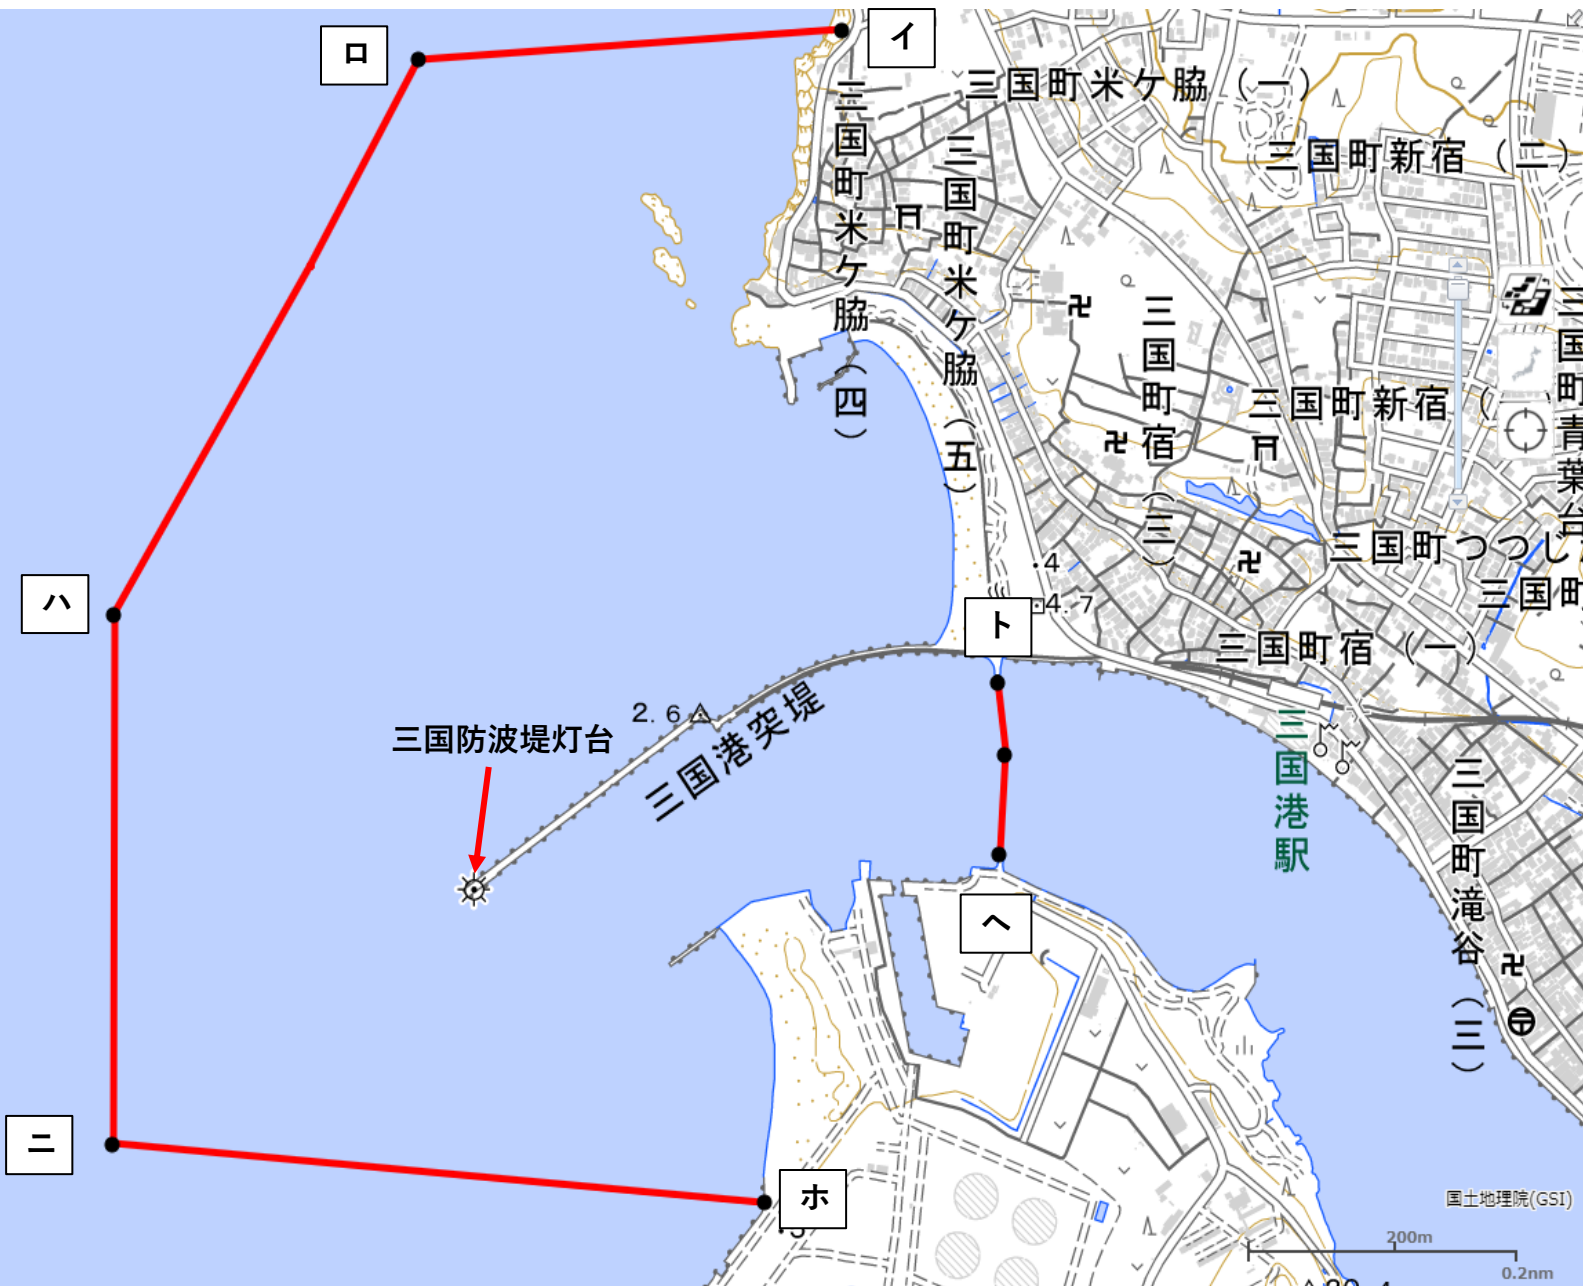 イ
ロ
三国町米ケ脇（一）
三国町米ケ脇（四）
三国町米ケ脇（五）
三国町新宿（二）
三国町宿（三）
三国町新宿
三国町青葉台
三国町つつじ
三国町
4
4.7
ハ
ト
三国町宿（一）
2.6
三国港突堤
三国防波堤灯台
三国港駅
三国町滝谷（三）
ヘ
ニ
ホ
国土地理院(GSI)
200m
0.2nm